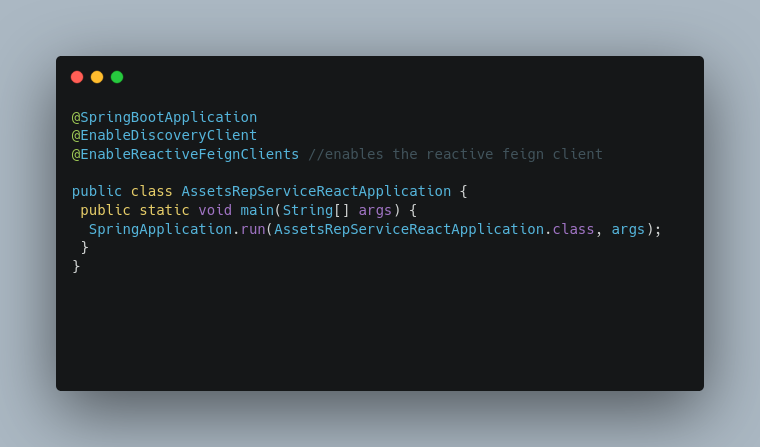 @SpringBootApplication
@EnableDiscoveryClient
@EnableReactiveFeignClients //enables the reactive feign client
public class AssetsRepServiceReactApplication {
public static void main(String[] args) {
SpringApplication.run(AssetsRepServiceReactApplication.class, args);
}
}